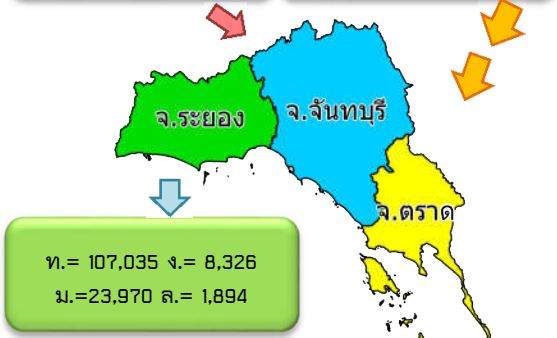 จ.ระยอง
จ.จันทบุรี
จ.ตราด
ท.= 107,035 ง.= 8,326
ม.=23,970 ล.= 1,894